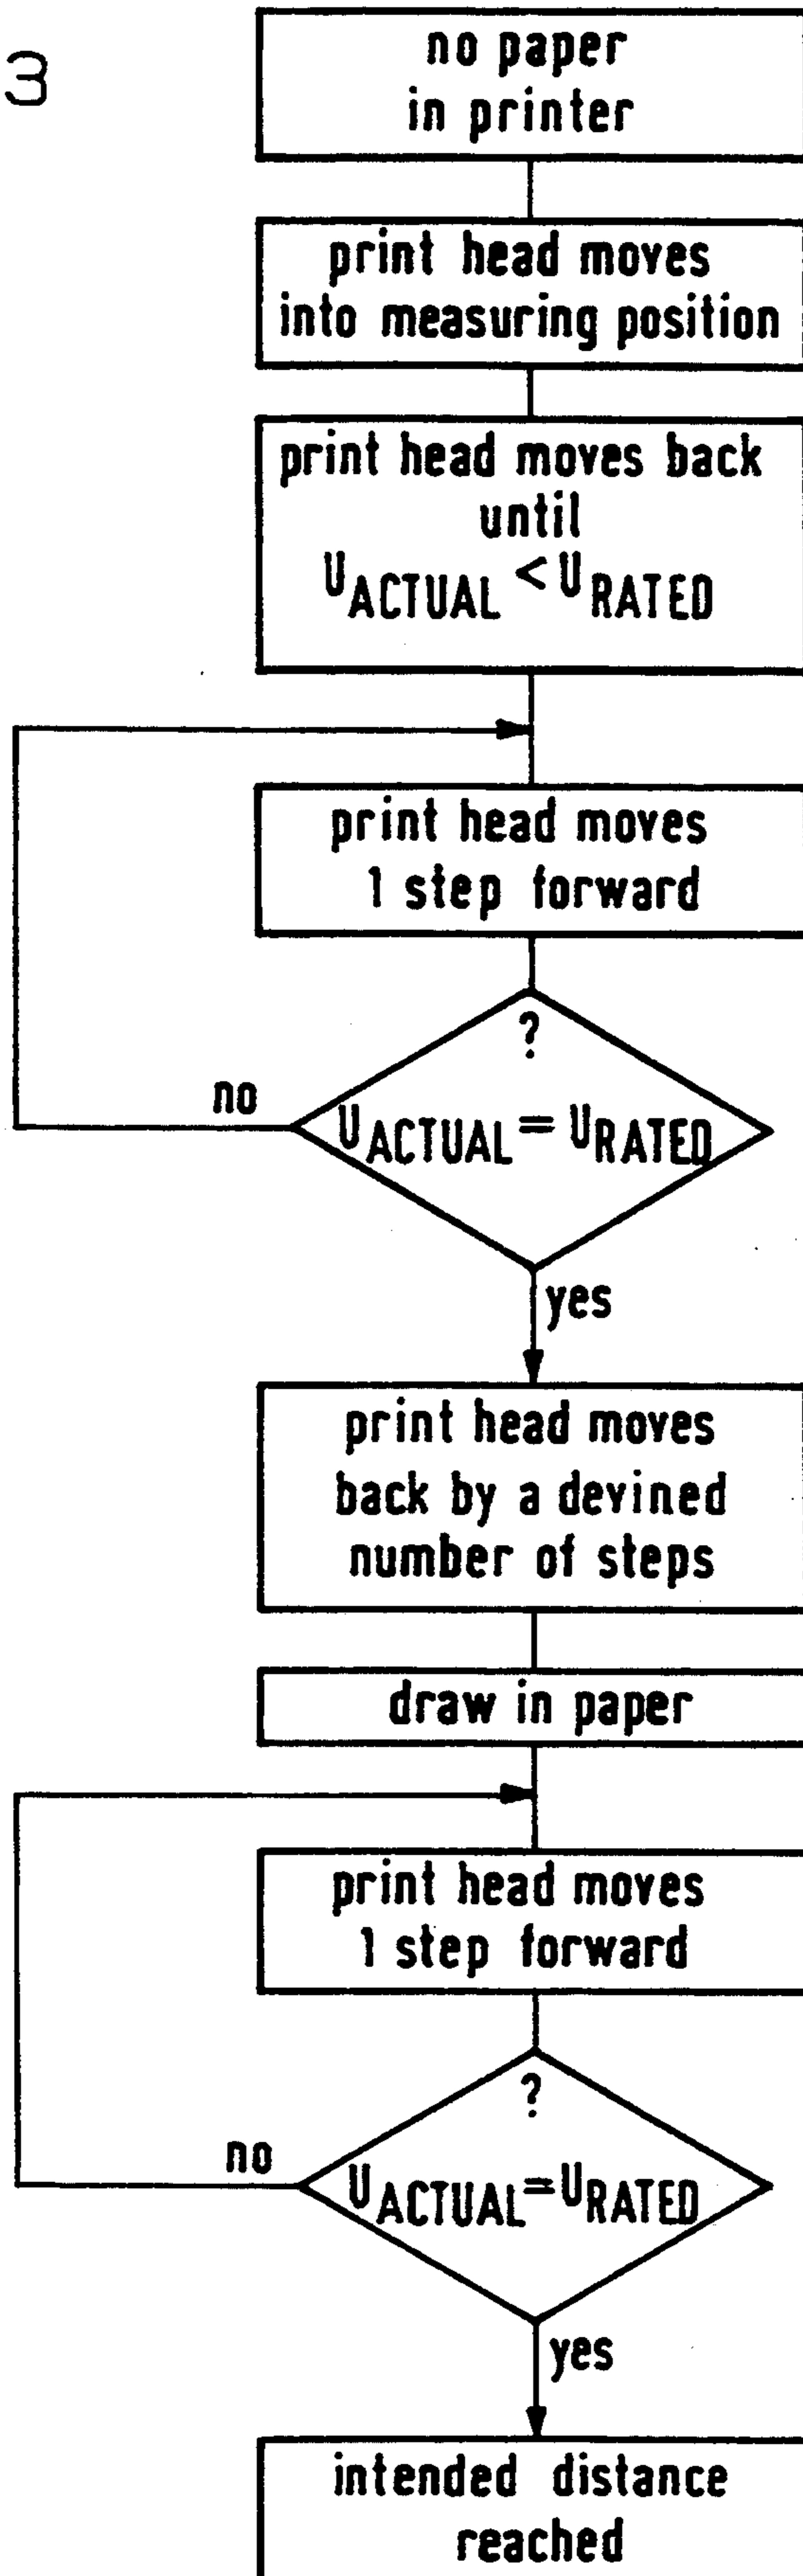 3
no paper
in printer
print head moves
into measuring position
print head moves back
until
UACTUAL < URATED
print head moves
1 step forward
?
UACTUAL = URATED
no
yes
print head moves
back by a devined
number of steps
draw in paper
print head moves
1 step forward
?
UACTUAL = URATED
no
yes
intended distance
reached